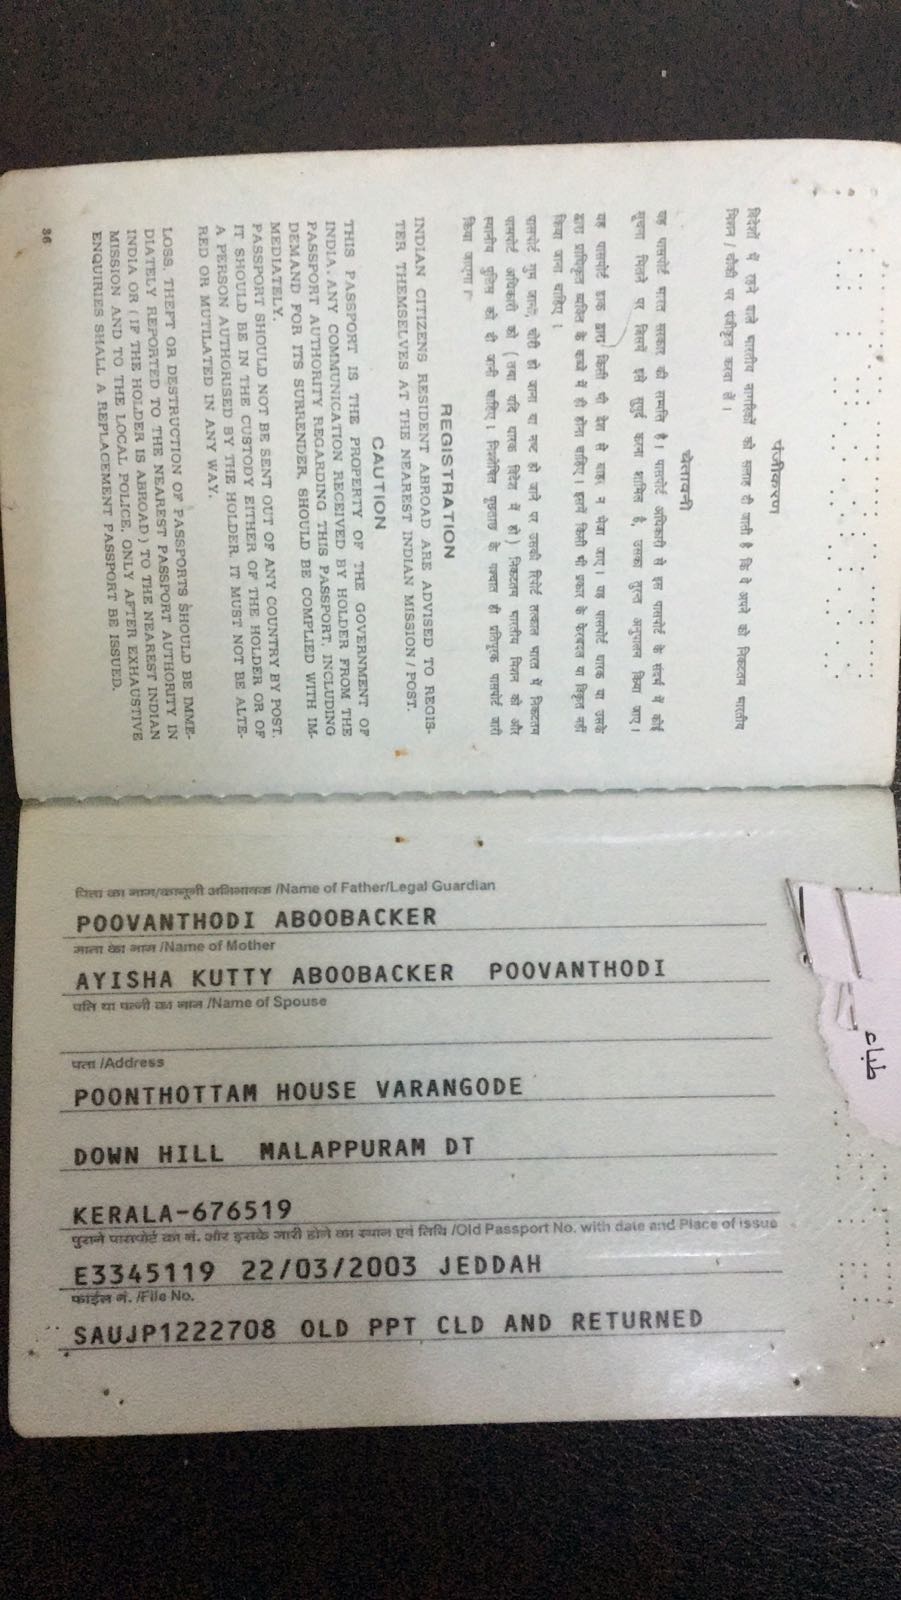 पंजीकरण
विदेशों में रहने वाले भारतीय नागरिकों को सलाह दी जाती है कि वे अपने को निकटतम भारतीय
मिशन / चौकी पर पंजीकृत करवा लें ।
चेतावनी
यह पासपोर्ट भारत सरकार की सम्पत्ति है। पासपोर्ट अधिकारी से इस पासपोर्ट के संदर्भ में कोई
सूचना मिलने पर जिसमें इसे सुपुर्द करना शामिल है, उसका तुरन्त अनुपालन किया जाए।
यह पासपोर्ट डाक द्वारा किसी भी देश से बाहर न भेजा जाए। यह पासपोर्ट धारक या उसके
द्वारा प्राधिकृत व्यक्ति के कब्जे में ही होना चाहिए। इसमें किसी भी प्रकार के फेरबदल या विकृत नहीं
किया जाना चाहिए ।
पासपोर्ट गुम जाने, चोरी हो जाना या नष्ट हो जाने पर उसकी रिपोर्ट तत्काल भारत में निकटतम
पासपोर्ट अधिकारी को (तथा यदि धारक विदेश में हो) निकटतम भारतीय मिशन को और
स्थानीय पुलिस को दी जानी चाहिए। विस्तृत पूछताछ के पश्चात ही प्रतिपूरक पासपोर्ट जारी
किया जाएगा।
REGISTRATION
INDIAN CITIZENS RESIDENT ABROAD ARE ADVISED TO REGIS-
TER THEMSELVES AT THE NEAREST INDIAN MISSION / POST.
CAUTION
THIS PASSPORT IS THE PROPERTY OF THE GOVERNMENT OF
INDIA. ANY COMMUNICATION RECEIVED BY HOLDER FROM THE
PASSPORT AUTHORITY REGARDING THIS PASSPORT, INCLUDING
DEMAND FOR ITS SURRENDER, SHOULD BE COMPLIED WITH IM-
MEDIATELY.
PASSPORT SHOULD NOT BE SENT OUT OF ANY COUNTRY BY POST.
IT SHOULD BE IN THE CUSTODY EITHER OF THE HOLDER OR OF
A PERSON AUTHORISED BY THE HOLDER. IT MUST NOT BE ALTE-
RED OR MUTILATED IN ANY WAY.
LOSS, THEFT OR DESTRUCTION OF PASSPORTS SHOULD BE IMME-
DIATELY REPORTED TO THE NEAREST PASSPORT AUTHORITY IN
INDIA OR ( IF THE HOLDER IS ABROAD ) TO THE NEAREST INDIAN
MISSION AND TO THE LOCAL POLICE. ONLY AFTER EXHAUSTIVE
ENQUIRIES SHALL A REPLACEMENT PASSPORT BE ISSUED.
36
पिता का नाम/कानूनी अभिभावक /Name of Father/Legal Guardian
POOVANTHODI ABOOBACKER
माता का नाम /Name of Mother
AYISHA KUTTY ABOOBACKER POOVANTHODI
पति या पत्नी का नाम /Name of Spouse
पता /Address
POONTHOTTAM HOUSE VARANGODE
DOWN HILL MALAPPURAM DT
KERALA-676519
पुराने पासपोर्ट का नं. और इसके जारी होने का स्थान एवं तिथि /Old Passport No. with date and Place of issue
E3345119 22/03/2003 JEDDAH
फाईल नं. /File No.
SAUJP1222708 OLD PPT CLD AND RETURNED